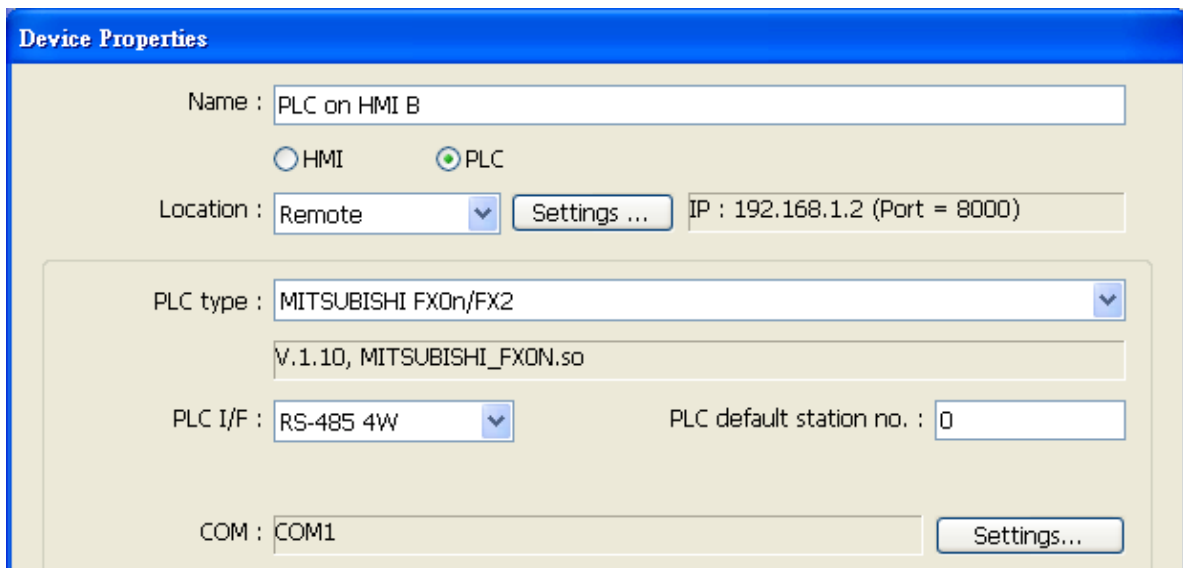 Device Properties
Name : PLC on HMI B
HMI PLC
Location : Remote Settings ... IP : 192.168.1.2 (Port = 8000)
PLC type : MITSUBISHI FX0n/FX2
V.1.10, MITSUBISHI_FX0N.so
PLC I/F : RS-485 4W PLC default station no. : 0
COM : COM1 Settings...